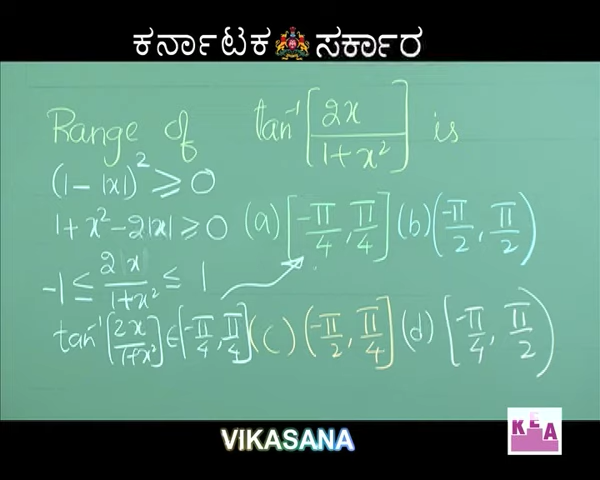 ಕರ್ನಾಟಕ ಸರ್ಕಾರ
Range of tan⁻¹[2x/(1+x²)] is
(1-|x|)² ≥ 0
1+x²-2|x| ≥ 0 (a) [-π/4, π/4] (b) (-π/2, π/2)
-1 ≤ 2x/(1+x²) ≤ 1
tan⁻¹[2x/(1+x²)] ∈ [-π/4, π/4] (c) (-π/2, π/4] (d) [-π/4, π/2)
VIKASANA
KEA